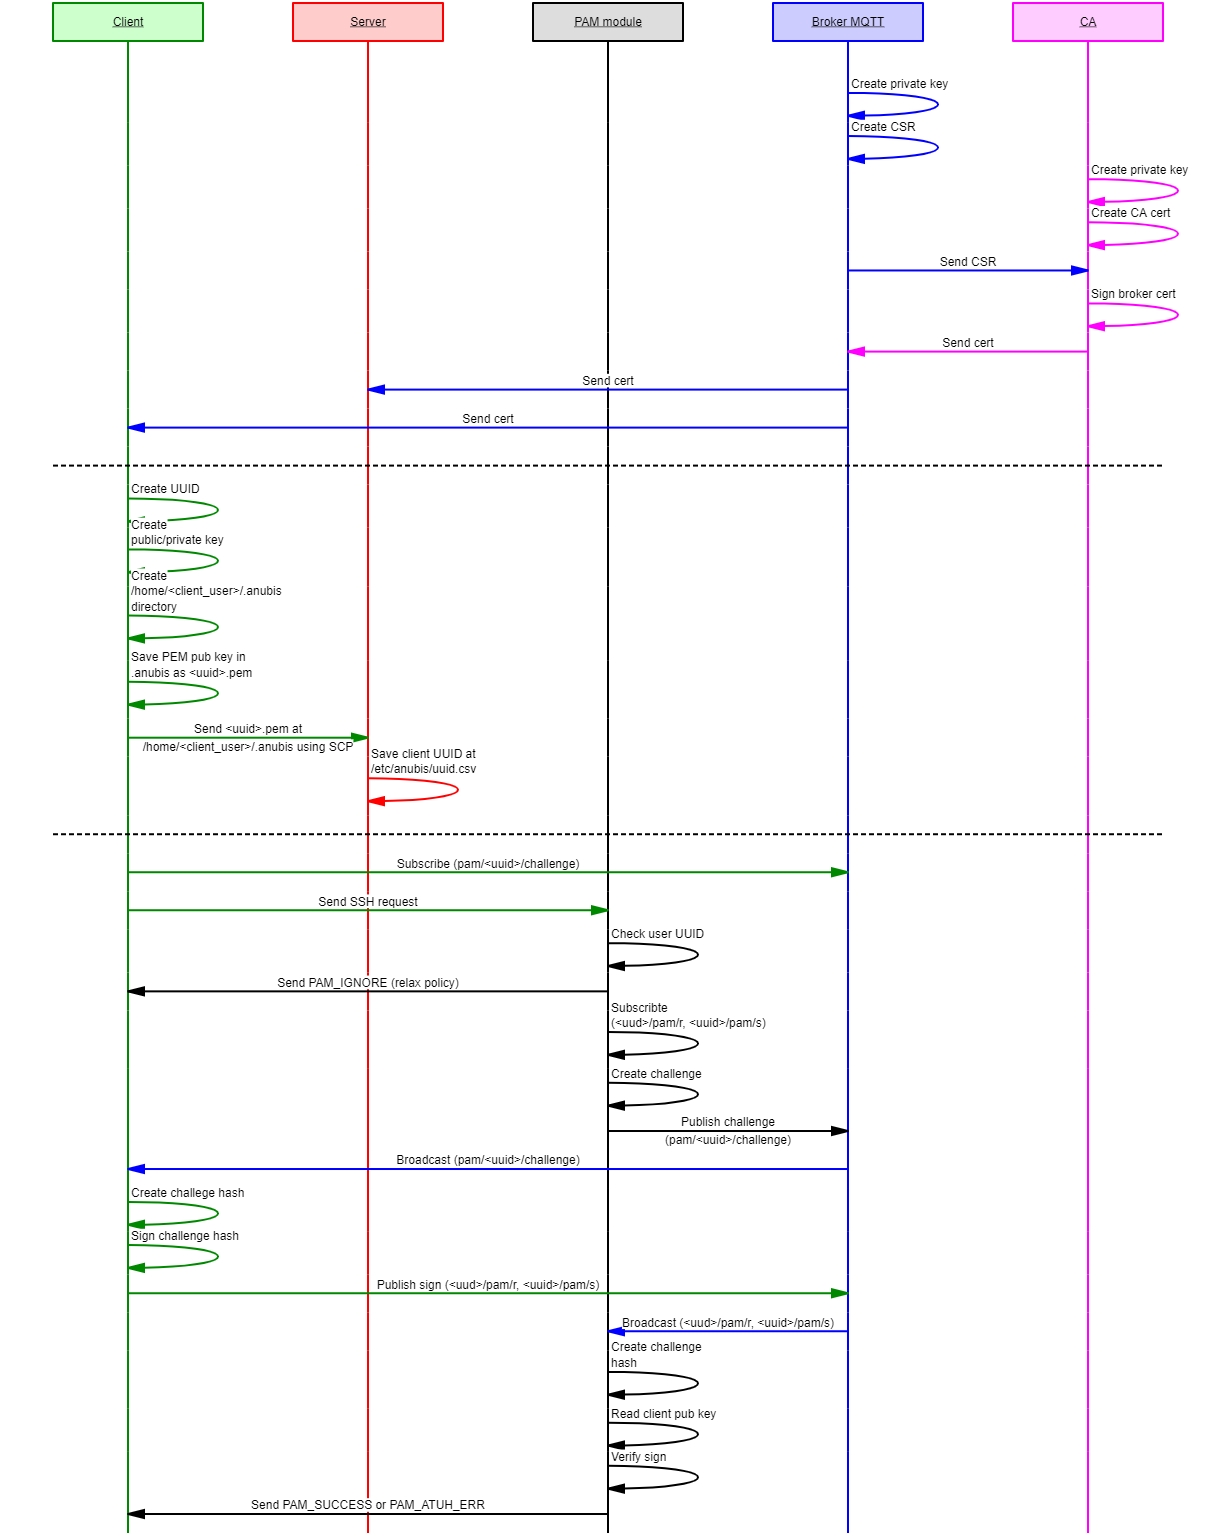 Client
Server
PAM module
Broker MQTT
CA
Create private key
Create CSR
Create private key
Create CA cert
Send CSR
Sign broker cert
Send cert
Send cert
Send cert
Create UUID
Create
public/private key
Create
/home/<client_user>/.anubis
directory
Save PEM pub key in
.anubis as <uuid>.pem
Send <uuid>.pem at
/home/<client_user>/.anubis using SCP
Save client UUID at
/etc/anubis/uuid.csv
Subscribe (pam/<uuid>/challenge)
Send SSH request
Check user UUID
Send PAM_IGNORE (relax policy)
Subscribte
(<uud>/pam/r, <uuid>/pam/s)
Create challenge
Publish challenge
(pam/<uuid>/challenge)
Broadcast (pam/<uuid>/challenge)
Create challege hash
Sign challenge hash
Publish sign (<uud>/pam/r, <uuid>/pam/s)
Broadcast (<uud>/pam/r, <uuid>/pam/s)
Create challenge
hash
Read client pub key
Verify sign
Send PAM_SUCCESS or PAM_ATUH_ERR